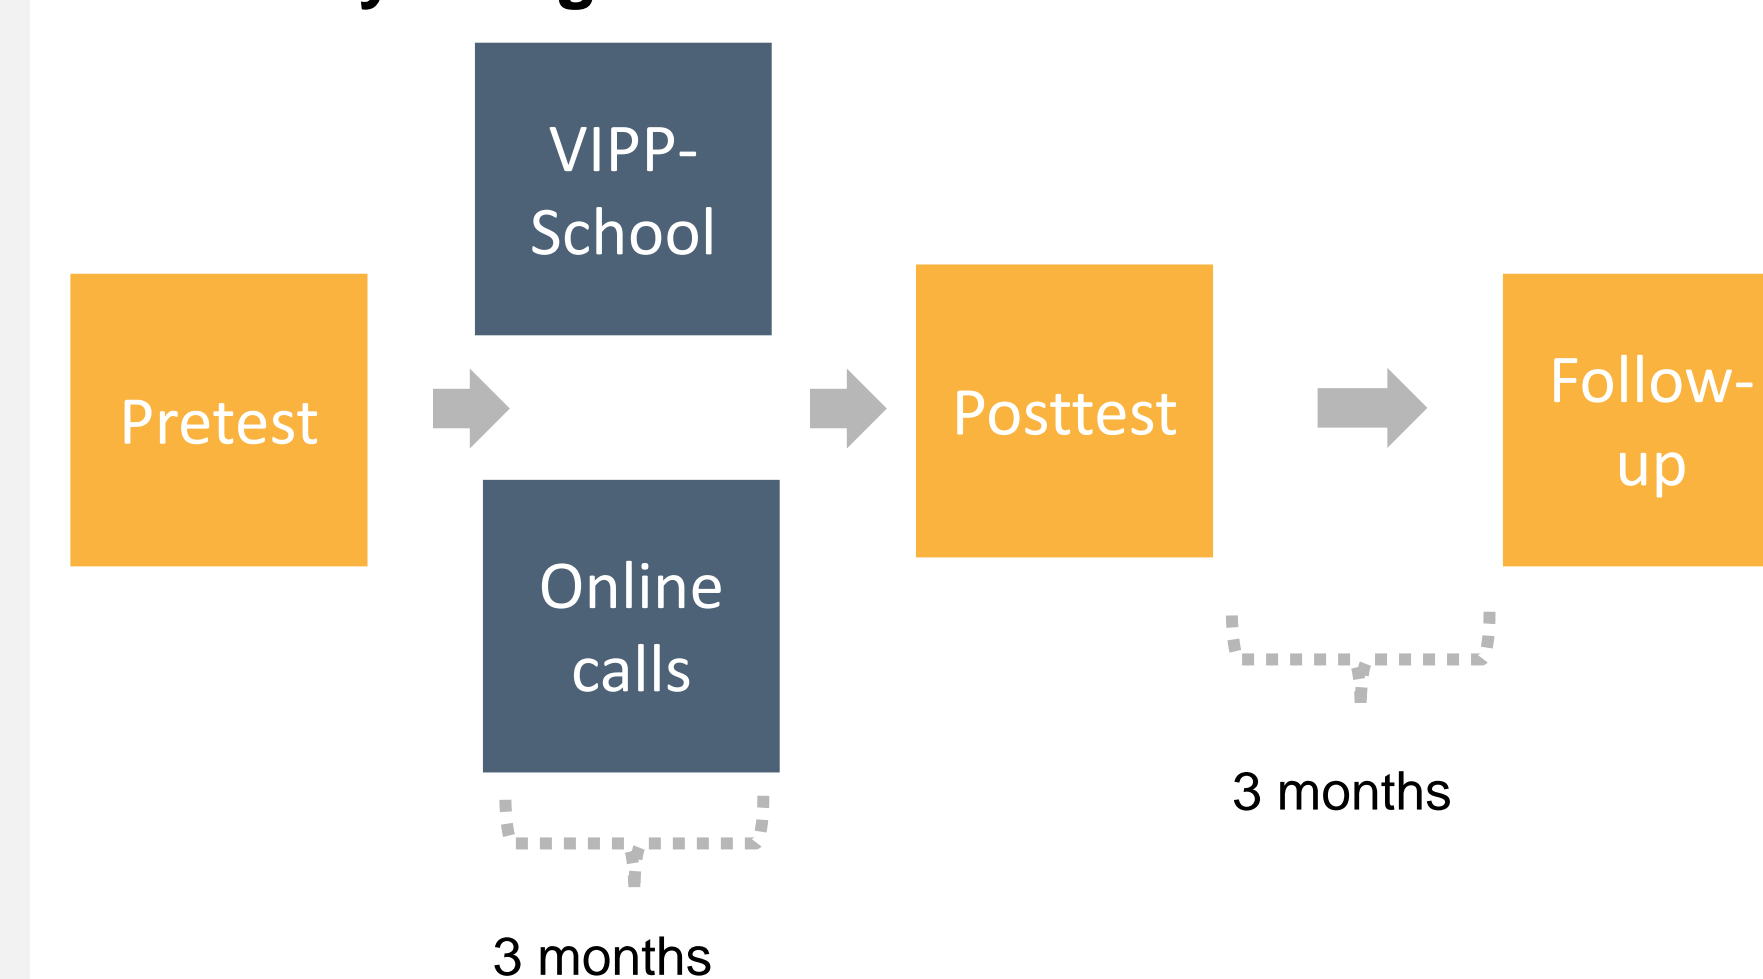 Pretest
VIPP-
School
Online
calls
3 months
Posttest
3 months
Follow-
up